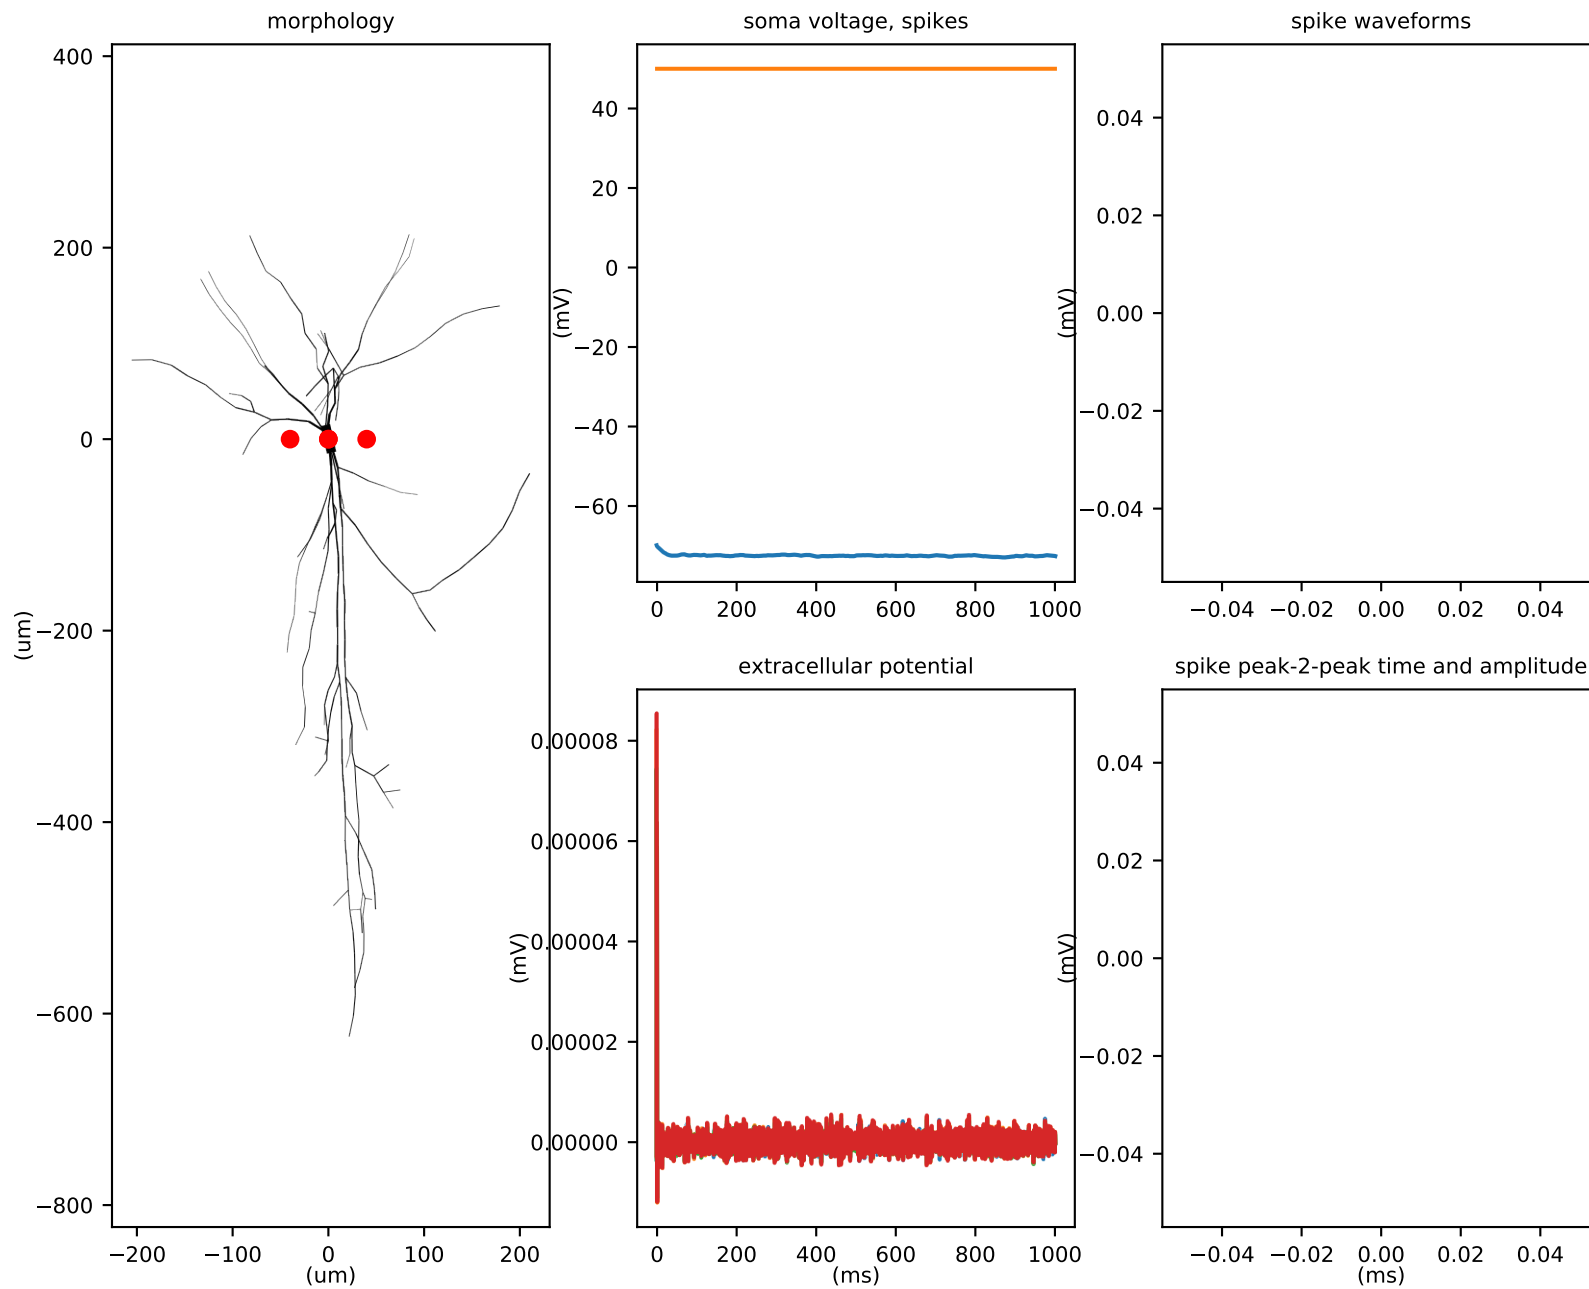 morphology
400
200
0
−200
−400
−600
−800
(um)
−200 −100 0 100 200
(um)
soma voltage, spikes
40
20
0
−20
−40
−60
(mV)
0 200 400 600 800 1000
spike waveforms
0.04
0.02
0.00
−0.02
−0.04
(mV)
−0.04 −0.02 0.00 0.02 0.04
extracellular potential
0.00008
0.00006
0.00004
0.00002
0.00000
(mV)
0 200 400 600 800 1000
(ms)
spike peak-2-peak time and amplitude
0.04
0.02
0.00
−0.02
−0.04
(mV)
−0.04 −0.02 0.00 0.02 0.04
(ms)